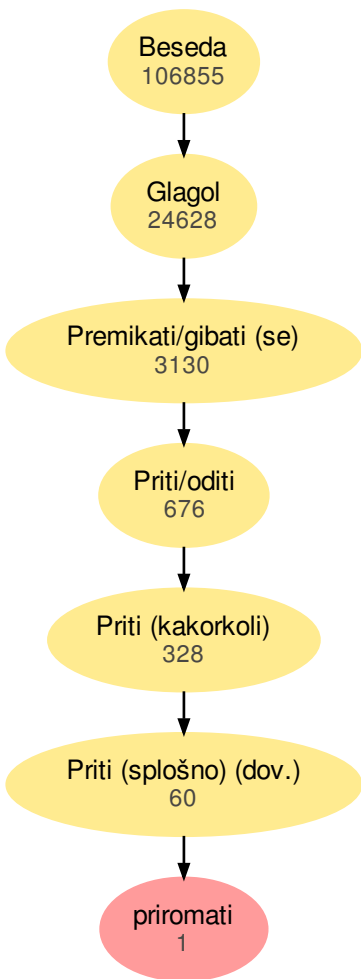 Beseda
106855
Glagol
24628
Premikati/gibati (se)
3130
Priti/oditi
676
Priti (kakorkoli)
328
Priti (splošno) (dov.)
60
priromati
1